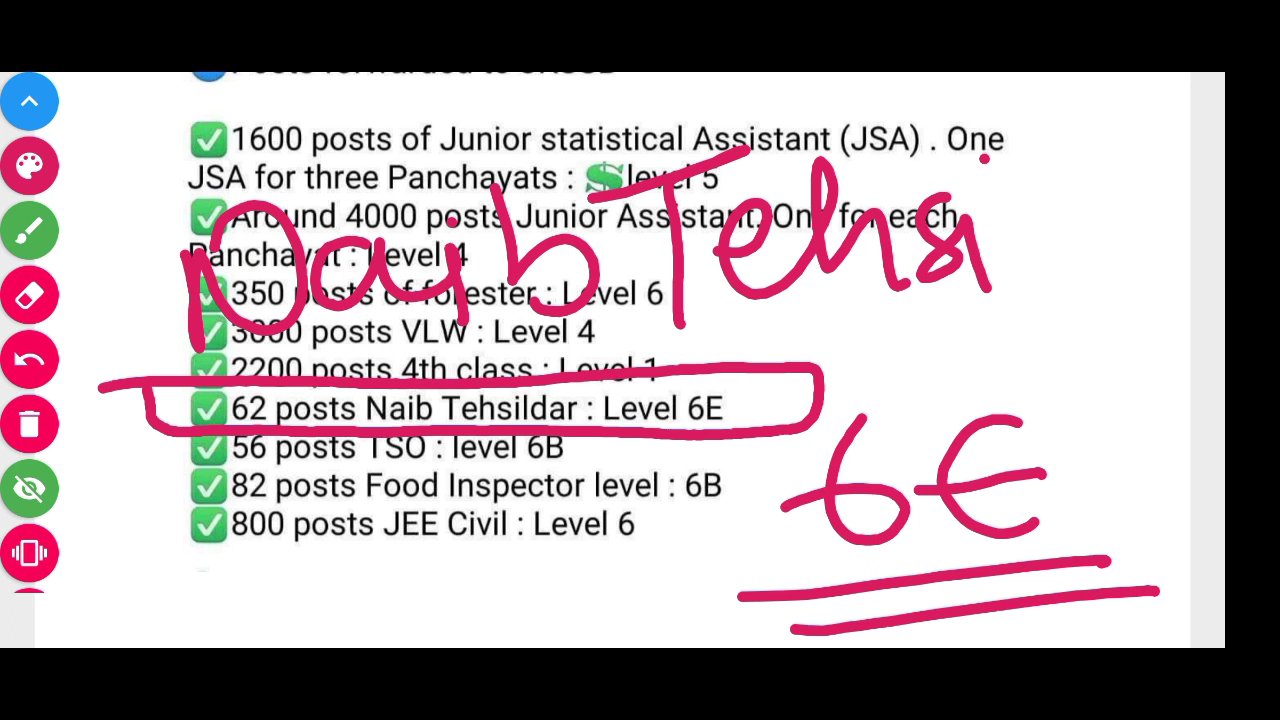 ✅1600 posts of Junior statistical Assistant (JSA) . One
JSA for three Panchayats : 💲level 5
✅Around 4000 posts Junior Assistant. One for each
Panchayat : Level 4
✅350 posts of forester : Level 6
✅3000 posts VLW : Level 4
✅2200 posts 4th class : Level 1
✅62 posts Naib Tehsildar : Level 6E
✅56 posts TSO : level 6B
✅82 posts Food Inspector level : 6B
✅800 posts JEE Civil : Level 6
naib Tehsi
6E